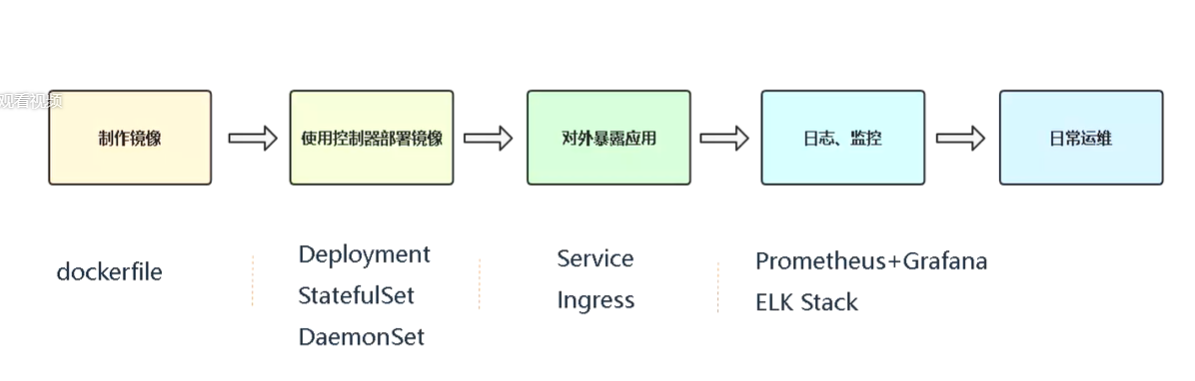 观看视频
制作镜像
使用控制器部署镜像
对外暴露应用
日志、监控
日常运维
dockerfile
Deployment
StatefulSet
DaemonSet
Service
Ingress
Prometheus+Grafana
ELK Stack